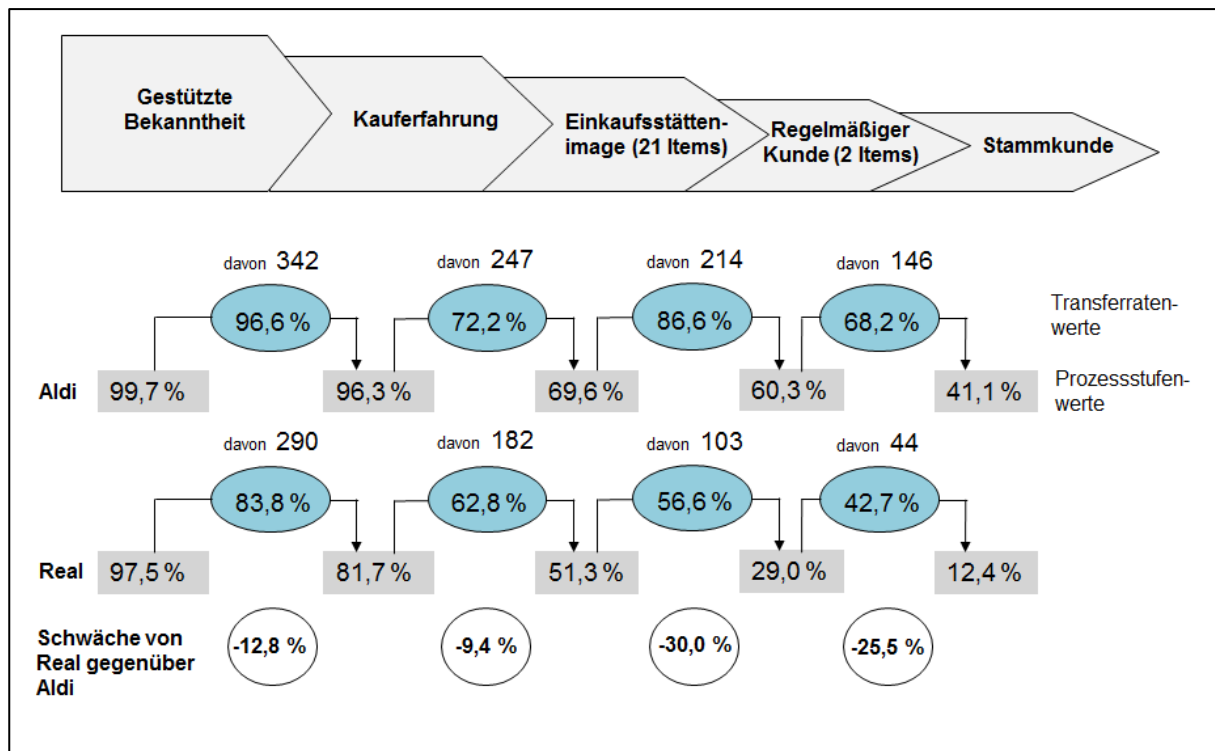 Gestützte
Bekanntheit
Kauferfahrung
Einkaufsstätten-
image (21 Items)
Regelmäßiger
Kunde (2 Items)
Stammkunde
davon 342
davon 247
davon 214
davon 146
96,6 %
72,2 %
86,6 %
68,2 %
Transferraten-
werte
Aldi
99,7 %
96,3 %
69,6 %
60,3 %
41,1 %
Prozessstufen-
werte
davon 290
davon 182
davon 103
davon 44
83,8 %
62,8 %
56,6 %
42,7 %
Real
97,5 %
81,7 %
51,3 %
29,0 %
12,4 %
Schwäche von
Real gegenüber
Aldi
-12,8 %
-9,4 %
-30,0 %
-25,5 %